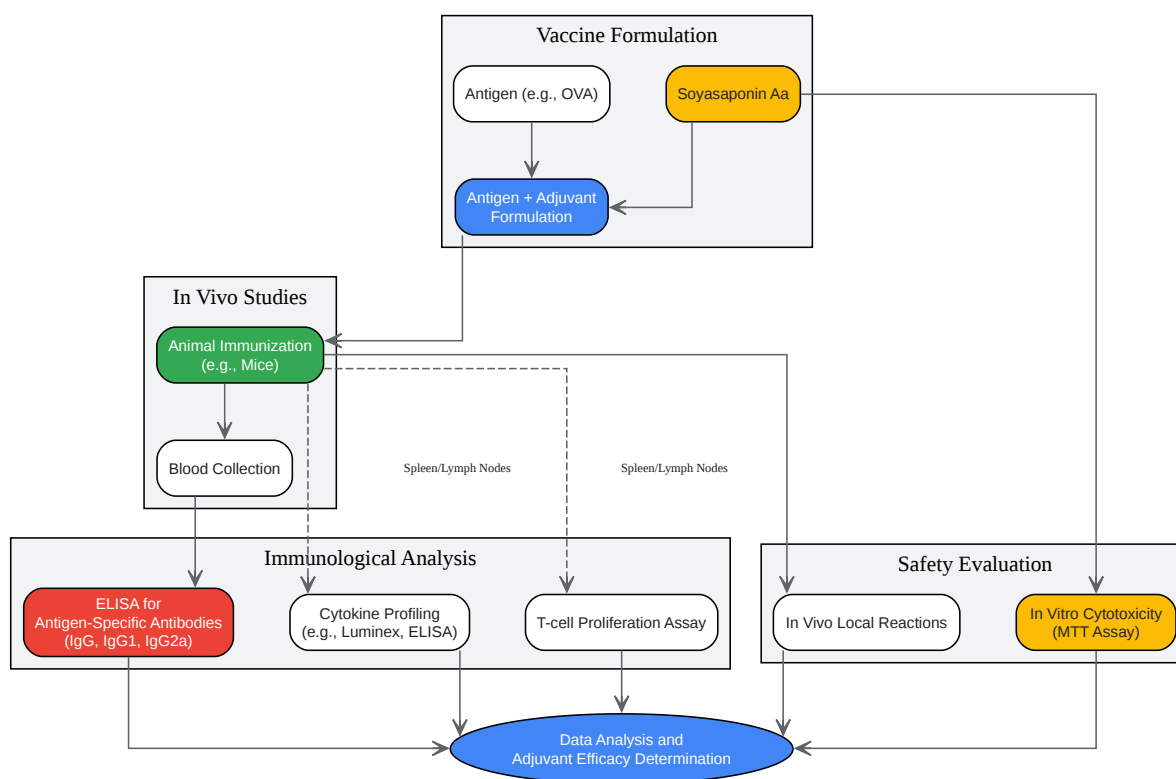 Vaccine Formulation
Antigen (e.g., OVA)
Soyasaponin Aa
Antigen + Adjuvant
Formulation
In Vivo Studies
Animal Immunization
(e.g., Mice)
Blood Collection
Spleen/Lymph Nodes
Spleen/Lymph Nodes
Immunological Analysis
ELISA for
Antigen-Specific Antibodies
(IgG, IgG1, IgG2a)
Cytokine Profiling
(e.g., Luminex, ELISA)
T-cell Proliferation Assay
Safety Evaluation
In Vivo Local Reactions
In Vitro Cytotoxicity
(MTT Assay)
Data Analysis and
Adjuvant Efficacy Determination